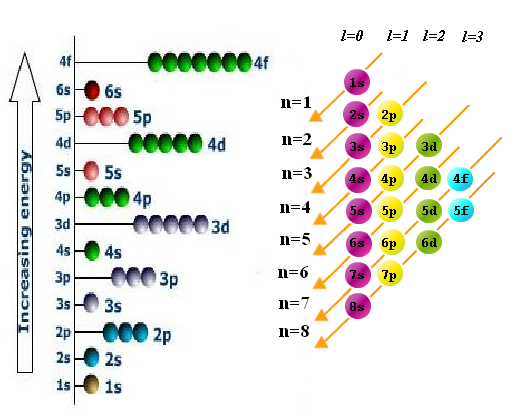 Increasing energy
4f 4f
6s 6s
5p 5p
4d 4d
5s 5s
4p 4p
3d 3d
4s 4s
3p 3p
3s 3s
2p 2p
2s 2s
1s 1s
l=0 l=1 l=2 l=3
1s
n=1
2s 2p
n=2
3s 3p 3d
n=3
4s 4p 4d 4f
n=4
5s 5p 5d 5f
n=5
6s 6p 6d
n=6
7s 7p
n=7
8s
n=8